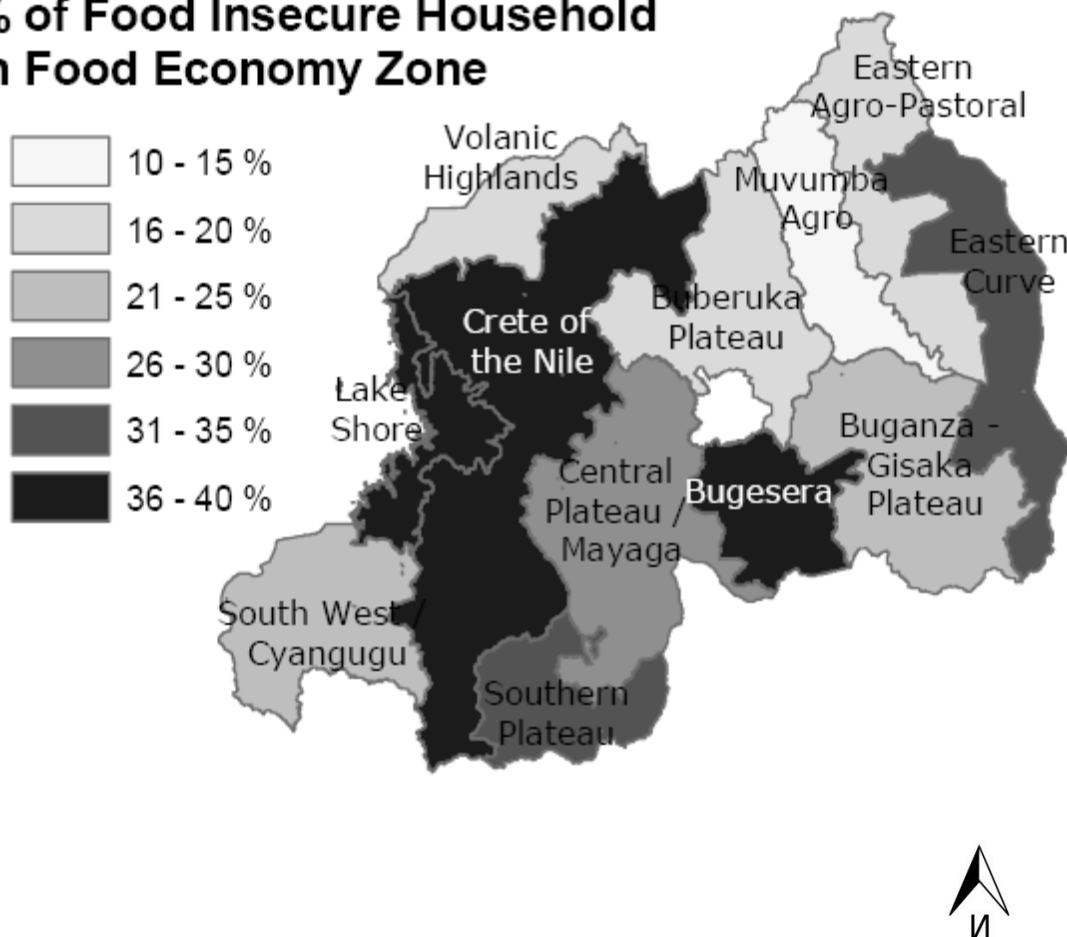 % of Food Insecure Household
n Food Economy Zone
10 - 15 %
16 - 20 %
21 - 25 %
26 - 30 %
31 - 35 %
36 - 40 %
Eastern
Agro-Pastoral
Volanic
Highlands
Muvumba
Agro
Eastern
Curve
Buberuka
Plateau
Crete of
the Nile
Lake
Shore
Buganza -
Gisaka
Plateau
Central
Plateau /
Mayaga
Bugesera
South West /
Cyangugu
Southern
Plateau
И